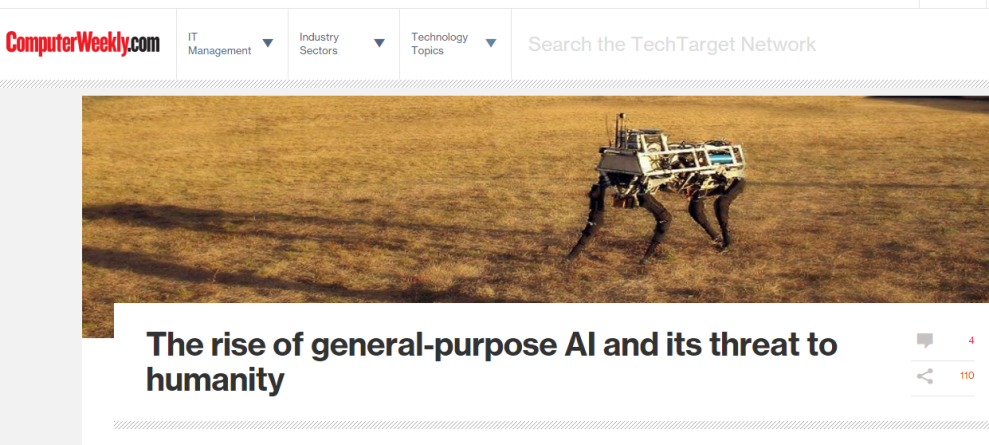 ComputerWeekly.com
IT
Management
Industry
Sectors
Technology
Topics
Search the TechTarget Network
The rise of general-purpose AI and its threat to
humanity
4
110